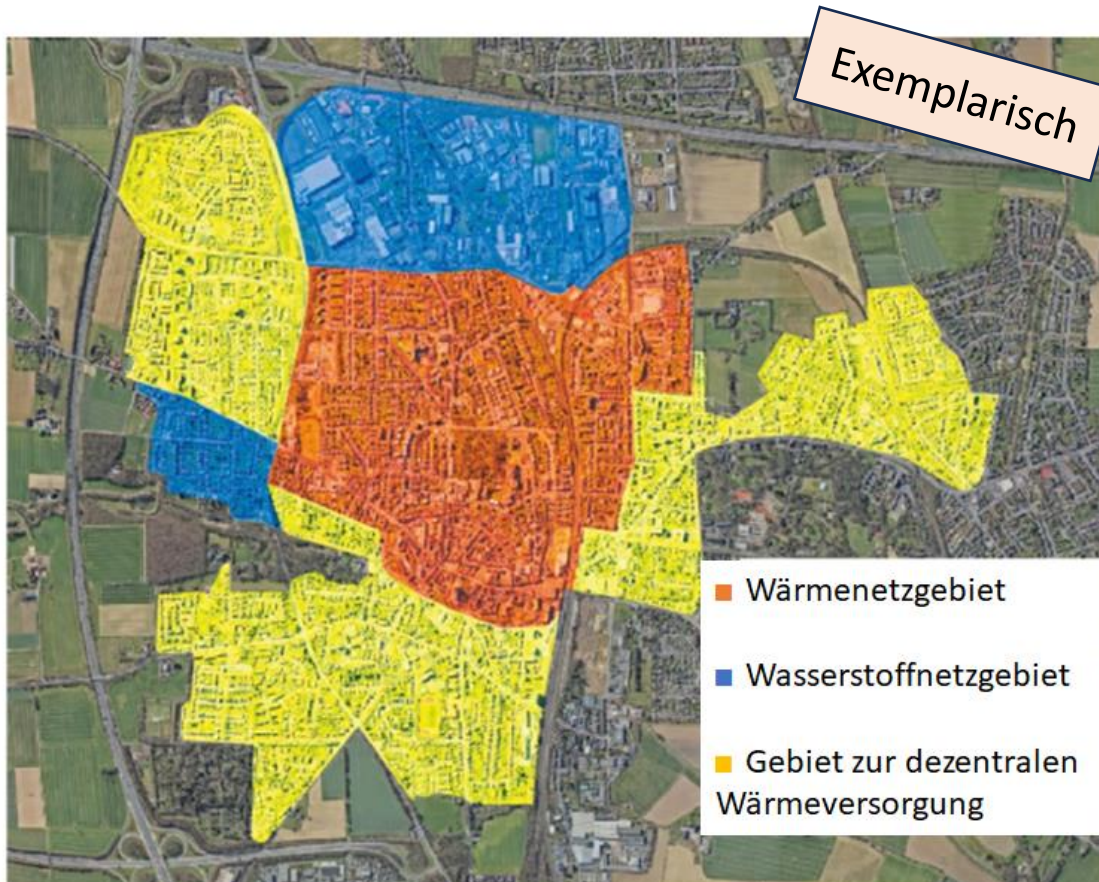 Exemplarisch
Wärmenetzgebiet
Wasserstoffnetzgebiet
Gebiet zur dezentralen
Wärmeversorgung